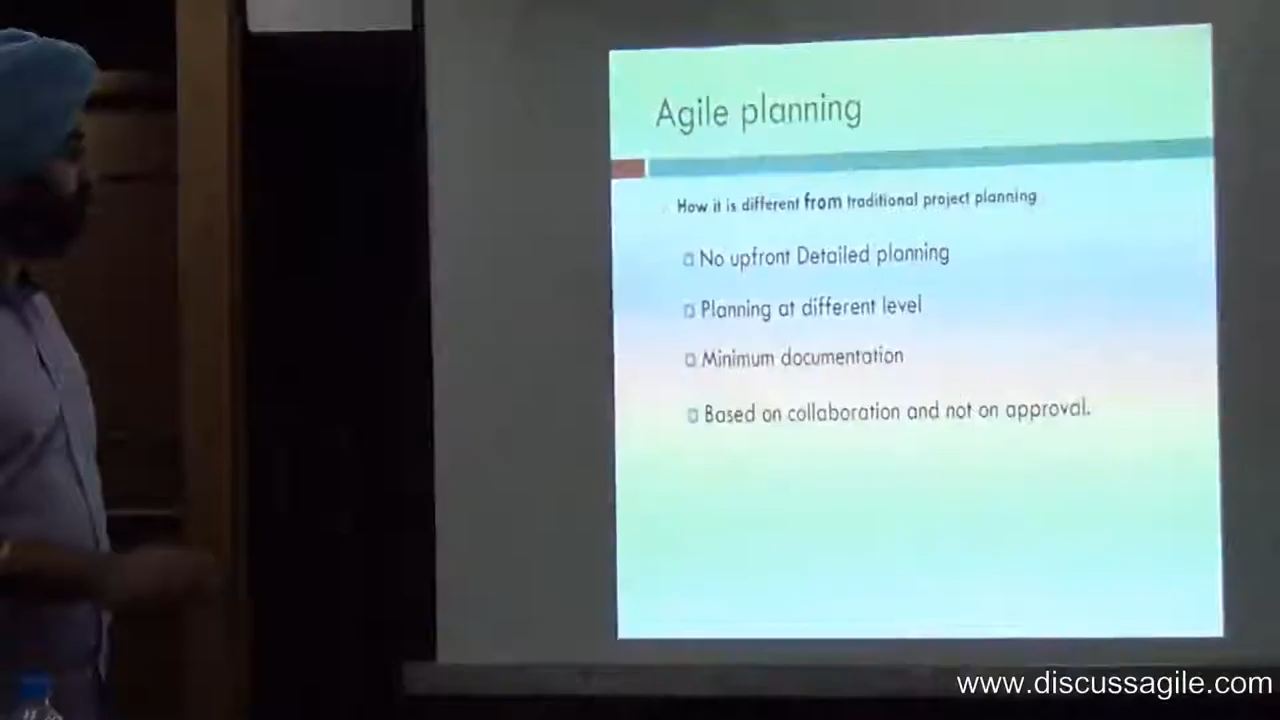 Agile planning
How it is different from traditional project planning
No upfront Detailed planning
Planning at different level
Minimum documentation
Based on collaboration and not on approval.
www.discussagile.com